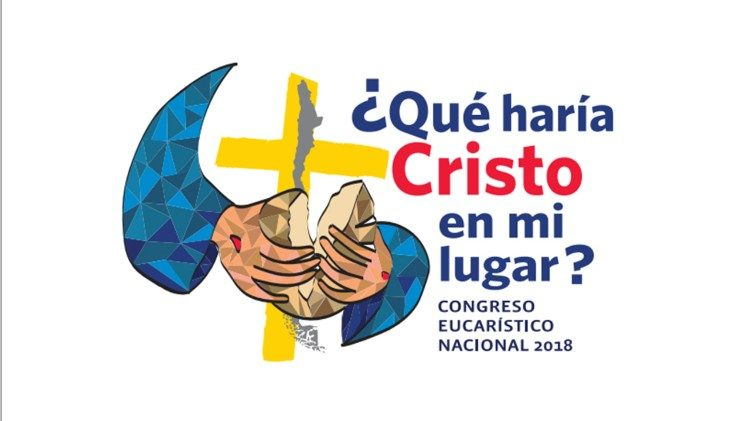 ¿Qué haría
Cristo
en mi
lugar?
CONGRESO
EUCARÍSTICO
NACIONAL 2018